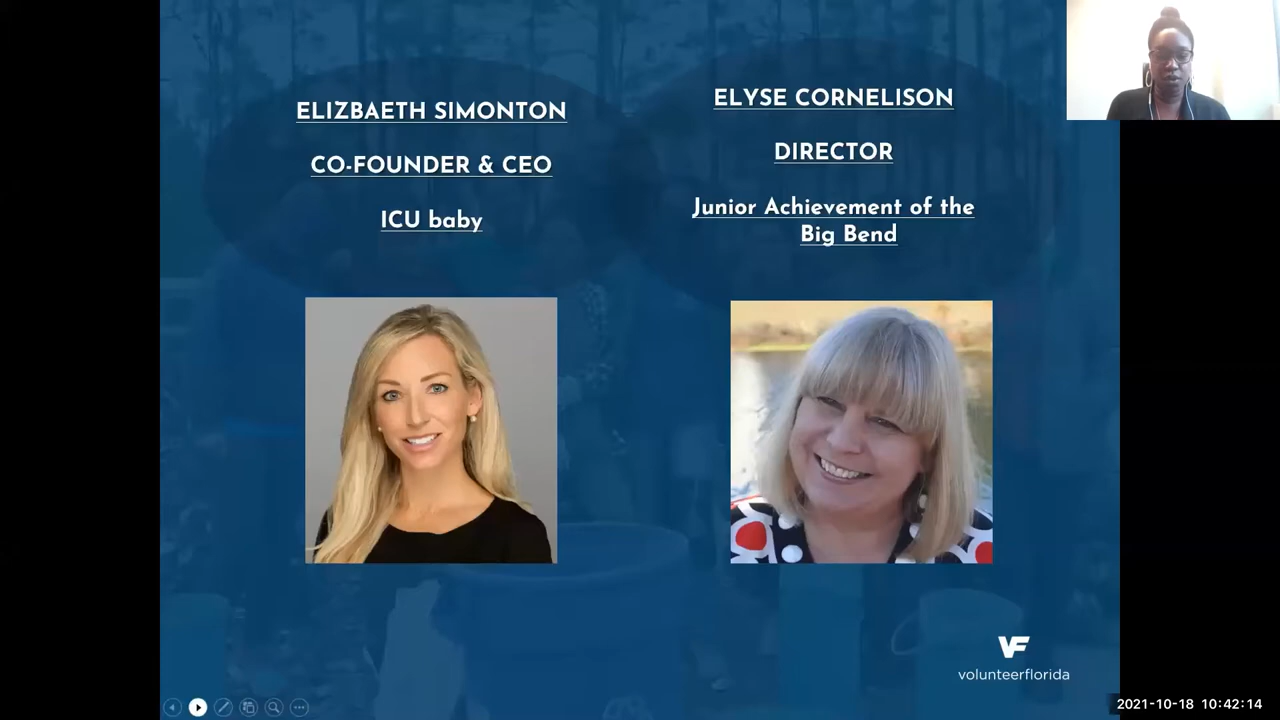 ELIZBAETH SIMONTON
CO-FOUNDER & CEO
ICU baby
ELYSE CORNELISON
DIRECTOR
Junior Achievement of the
Big Bend
VF
volunteerflorida
2021-10-18 10:42:14